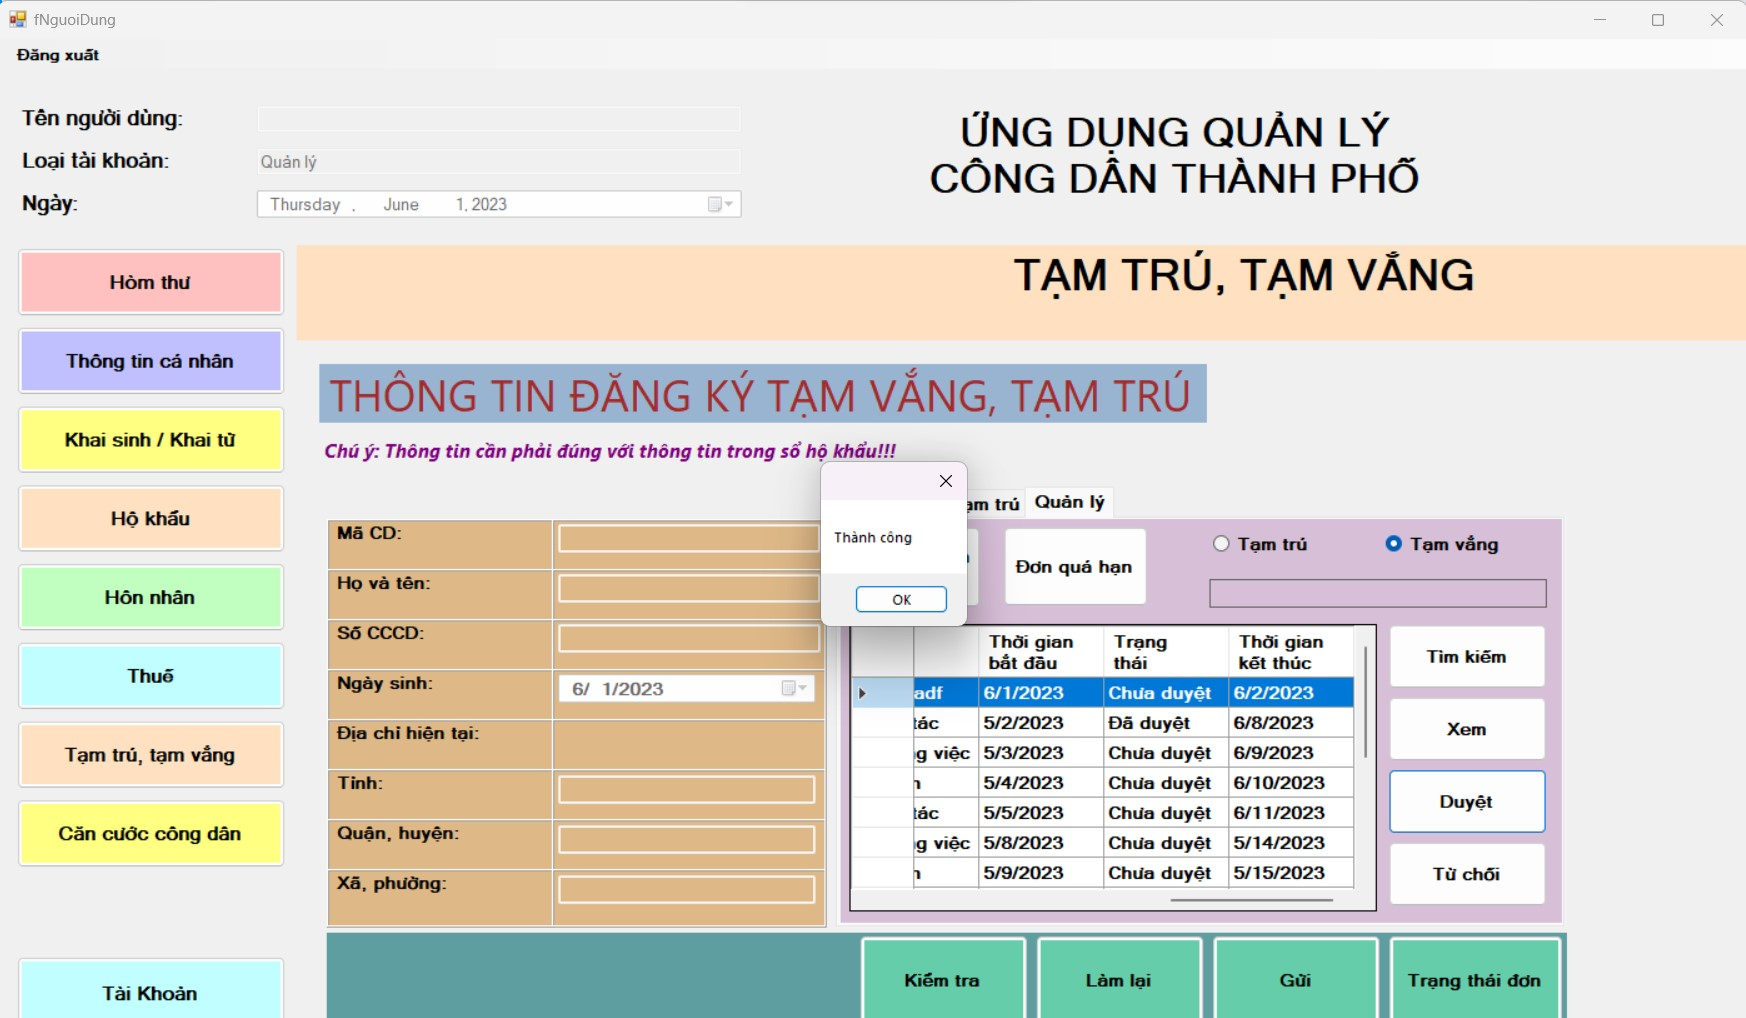 fNguoiDung
Đăng xuất
Tên người dùng:
Loại tài khoản:
Quản lý
Ngày:
Thursday , June 1, 2023
ỨNG DỤNG QUẢN LÝ
CÔNG DÂN THÀNH PHỐ
Hòm thư
Thông tin cá nhân
Khai sinh / Khai tử
Hộ khẩu
Hôn nhân
Thuế
Tạm trú, tạm vắng
Căn cước công dân
Tài Khoản
TẠM TRÚ, TẠM VẮNG
THÔNG TIN ĐĂNG KÝ TẠM VẮNG, TẠM TRÚ
Chú ý: Thông tin cần phải đúng với thông tin trong sổ hộ khẩu!!!
Mã CD:
Họ và tên:
Số CCCD:
Ngày sinh:
6/ 1/2023
Địa chỉ hiện tại:
Tỉnh:
Quận, huyện:
Xã, phường:
Thành công
OK
ạm trú
Quản lý
Đơn quá hạn
Tạm trú
Tạm vắng
Thời gian bắt đầu
Trạng thái
Thời gian kết thúc
adf 6/1/2023 Chưa duyệt 6/2/2023
tác 5/2/2023 Đã duyệt 6/8/2023
g việc 5/3/2023 Chưa duyệt 6/9/2023
5/4/2023 Chưa duyệt 6/10/2023
tác 5/5/2023 Chưa duyệt 6/11/2023
g việc 5/8/2023 Chưa duyệt 5/14/2023
5/9/2023 Chưa duyệt 5/15/2023
Tìm kiếm
Xem
Duyệt
Từ chối
Kiểm tra
Làm lại
Gửi
Trạng thái đơn